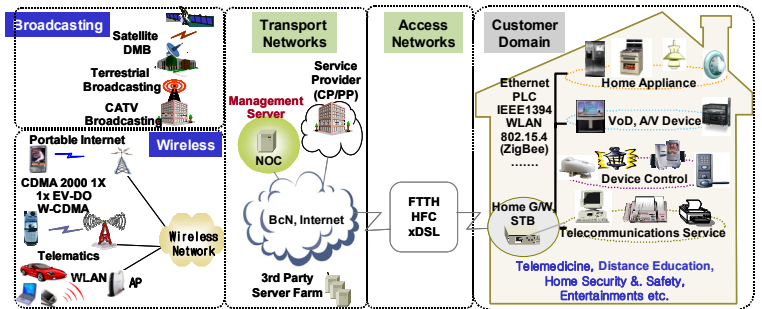 Broadcasting
Satellite
DMB
Terrestrial
Broadcasting
CATV
Broadcasting
Wireless
Portable Internet
CDMA 2000 1X
1x EV-DO
W-CDMA
Telematics
WLAN
AP
Wireless
Network
Transport
Networks
Service
Provider
(CP/PP)
Management
Server
NOC
BcN, Internet
3rd Party
Server Farm
Access
Networks
FTTH
HFC
xDSL
Customer
Domain
Ethernet
PLC
IEEE1394
WLAN
802.15.4
(ZigBee)
.......
Home G/W,
STB
Home Appliance
VoD, A/V Device
Device Control
Telecommunications Service
Telemedicine, Distance Education,
Home Security &. Safety,
Entertainments etc.